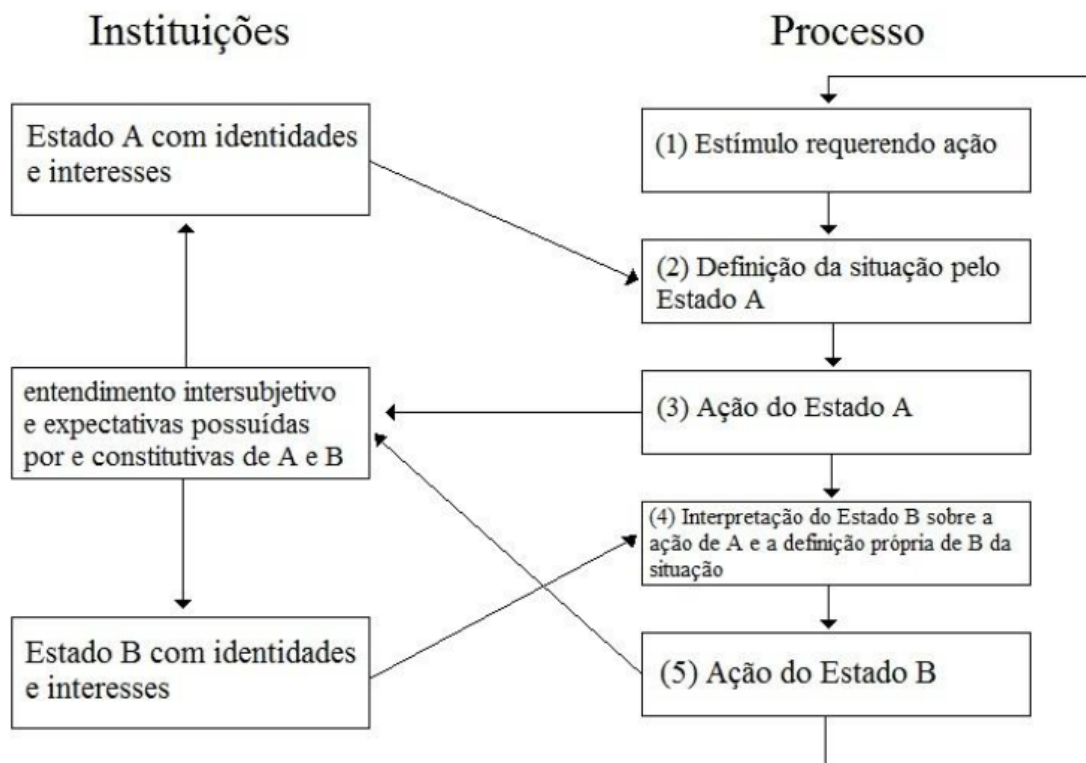 Instituições
Processo
Estado A com identidades
e interesses
(1) Estímulo requerendo ação
(2) Definição da situação pelo
Estado A
entendimento intersubjetivo
e expectativas possuídas
por e constitutivas de A e B
(3) Ação do Estado A
(4) Interpretação do Estado B sobre a
ação de A e a definição própria de B da
situação
Estado B com identidades
e interesses
(5) Ação do Estado B